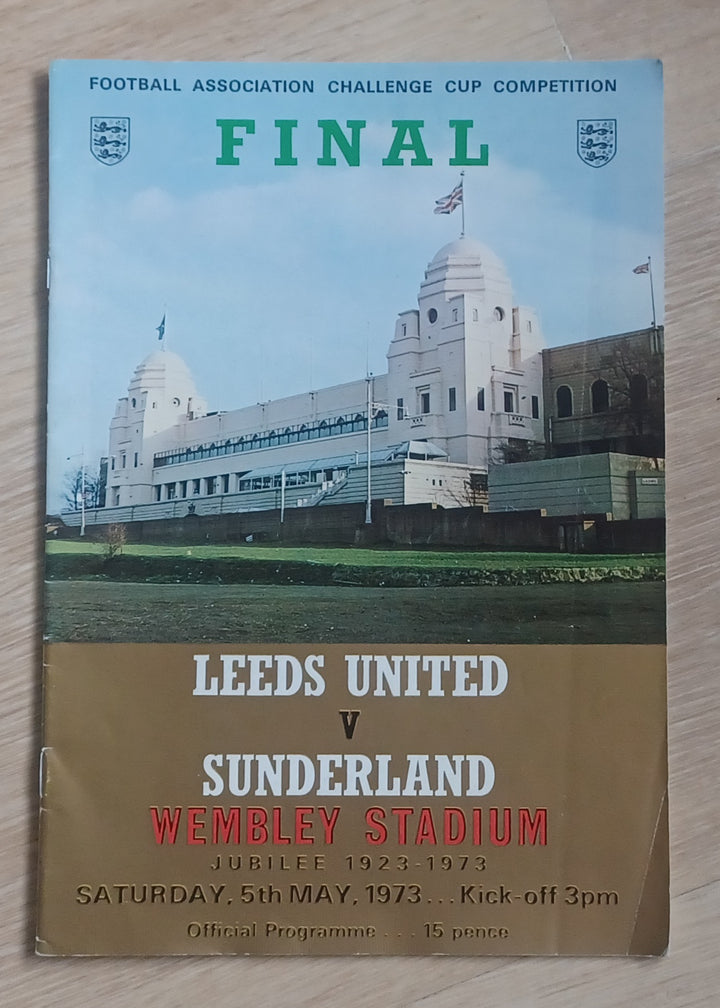 FOOTBALL ASSOCIATION CHALLENGE CUP COMPETITION
FINAL
LEEDS UNITED
V
SUNDERLAND
WEMBLEY STADIUM
JUBILEE 1923-1973
SATURDAY, 5th MAY, 1973...Kick-off 3pm
Official Programme ... 15 pence